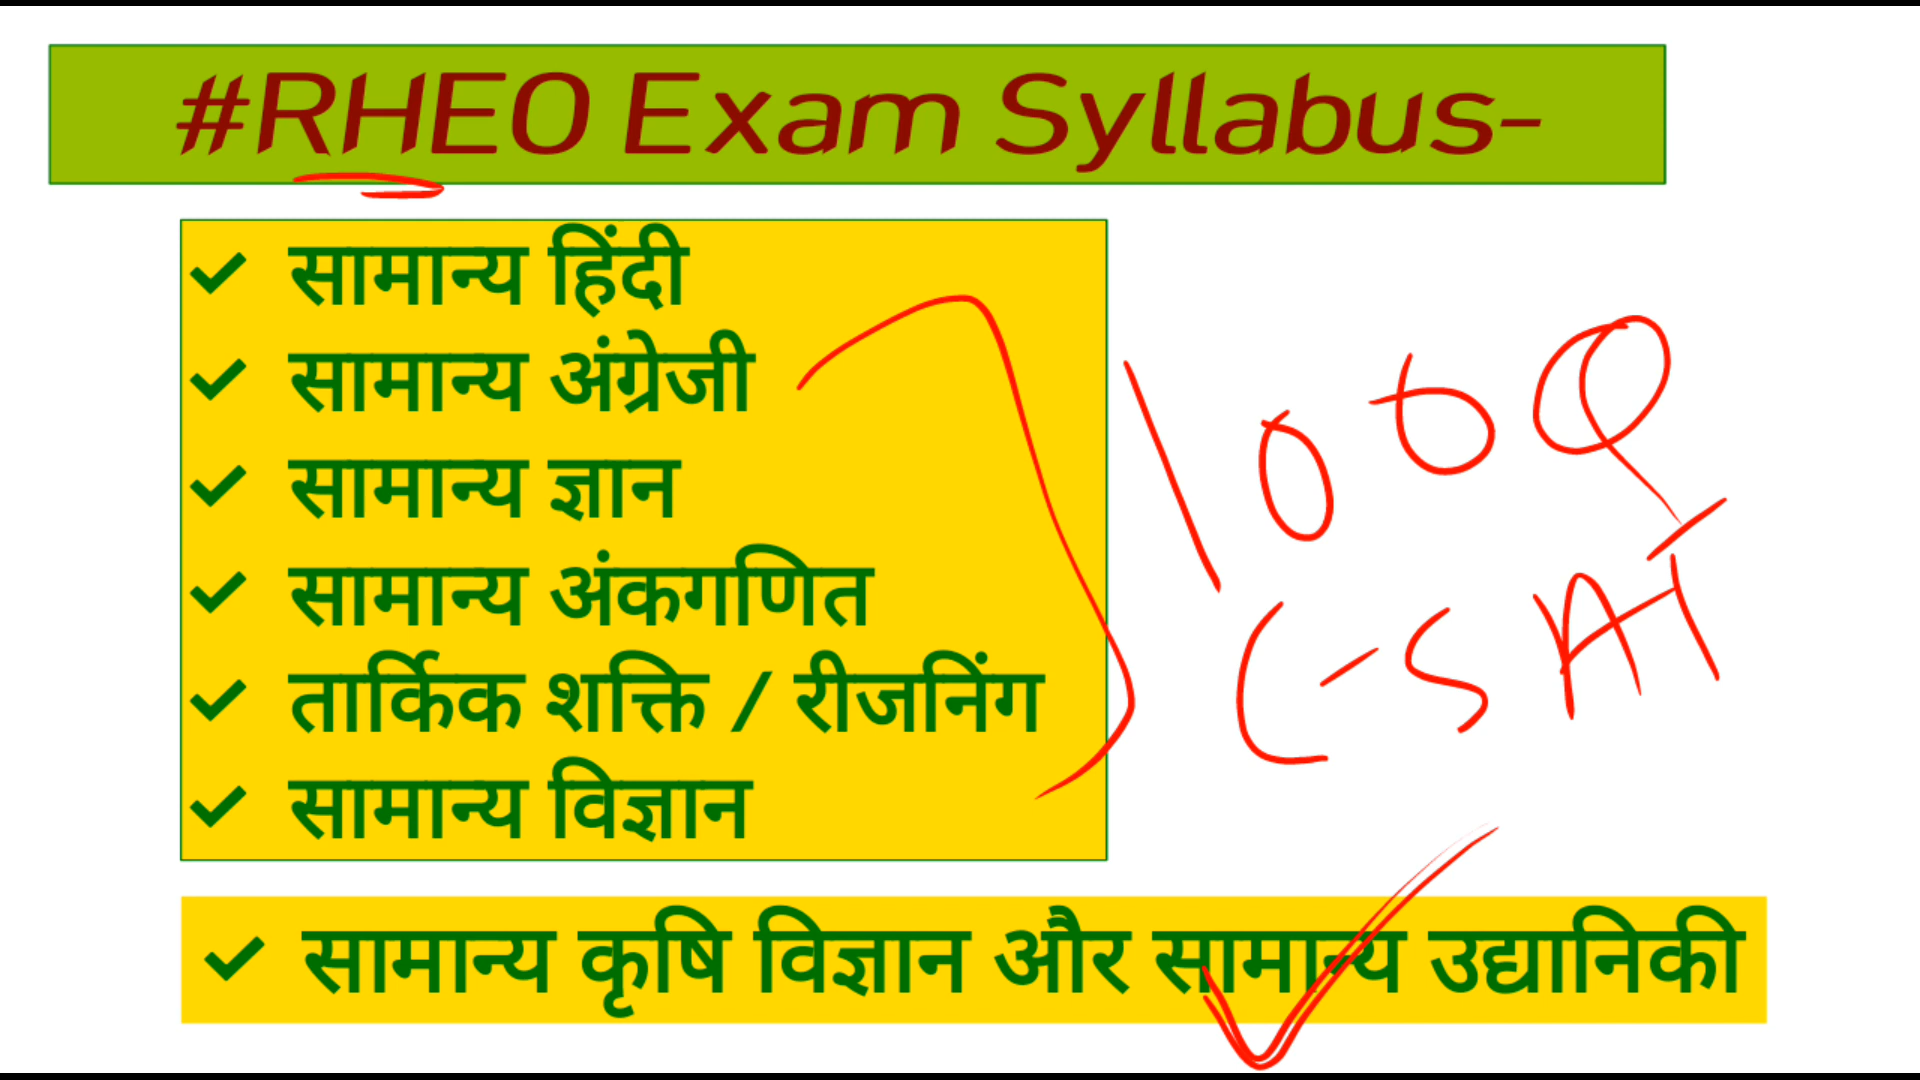 #RHEO Exam Syllabus-
✓ सामान्य हिंदी
✓ सामान्य अंग्रेजी
✓ सामान्य ज्ञान
✓ सामान्य अंकगणित
✓ तार्किक शक्ति / रीजनिंग
✓ सामान्य विज्ञान
100Q
C-SAT
✓ सामान्य कृषि विज्ञान और सामान्य उद्यानिकी